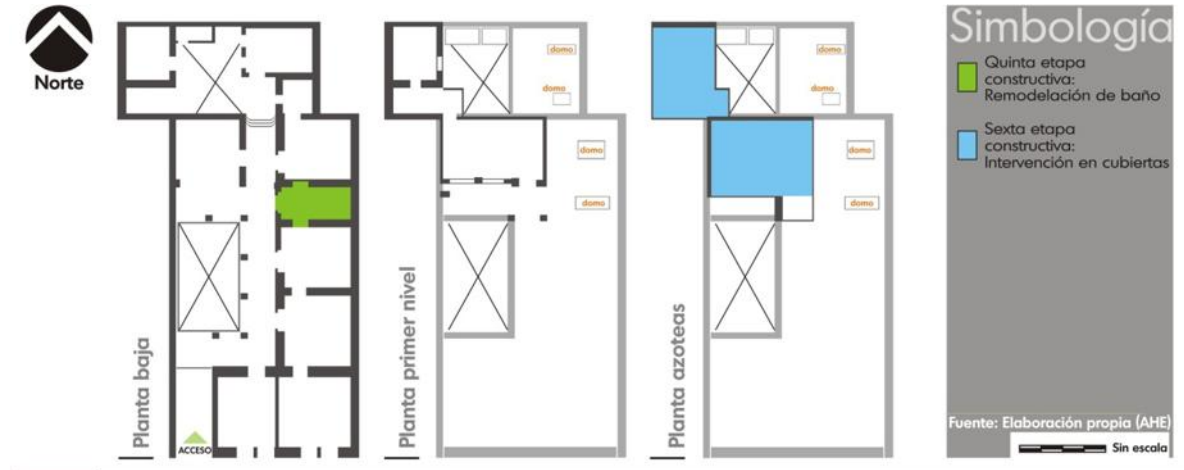 Norte
Planta baja
ACCESO
Planta primer nivel
domo
domo
domo
domo
Planta azoteas
domo
domo
domo
domo
Simbología
Quinta etapa
constructiva:
Remodelación de baño
Sexta etapa
constructiva:
Intervención en cubiertas
Fuente: Elaboración propia (AHE)
Sin escala